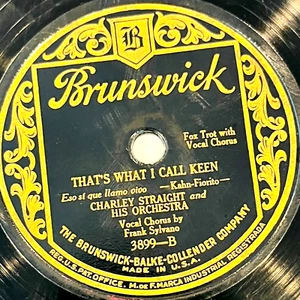 B
Brunswick
Fox Trot with
Vocal Chorus
THAT'S WHAT I CALL KEEN
Eso sí que llamo vivo —Kahn-Fiorito—
CHARLEY STRAIGHT and
HIS ORCHESTRA
Vocal Chorus by
Frank Sylvano
3899—B
THE BRUNSWICK-BALKE-COLLENDER COMPANY
MADE IN U.S.A.
REG. U.S. PAT. OFFICE. M. DE F. MARCA INDUSTRIAL REGISTRADA